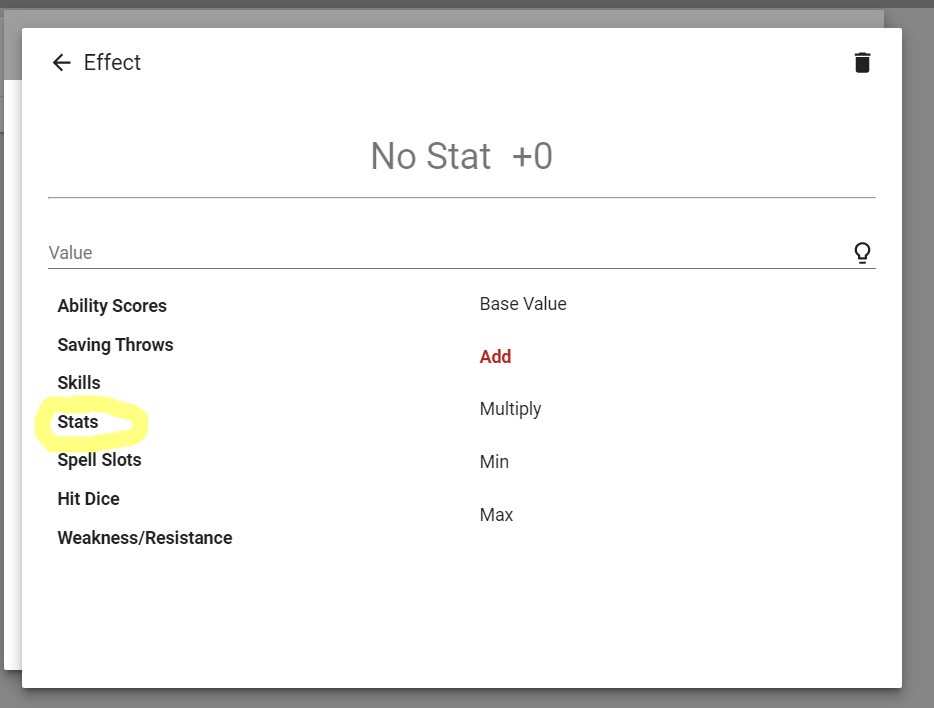 Effect
No Stat +0
Value
Ability Scores
Saving Throws
Skills
Stats
Spell Slots
Hit Dice
Weakness/Resistance
Base Value
Add
Multiply
Min
Max